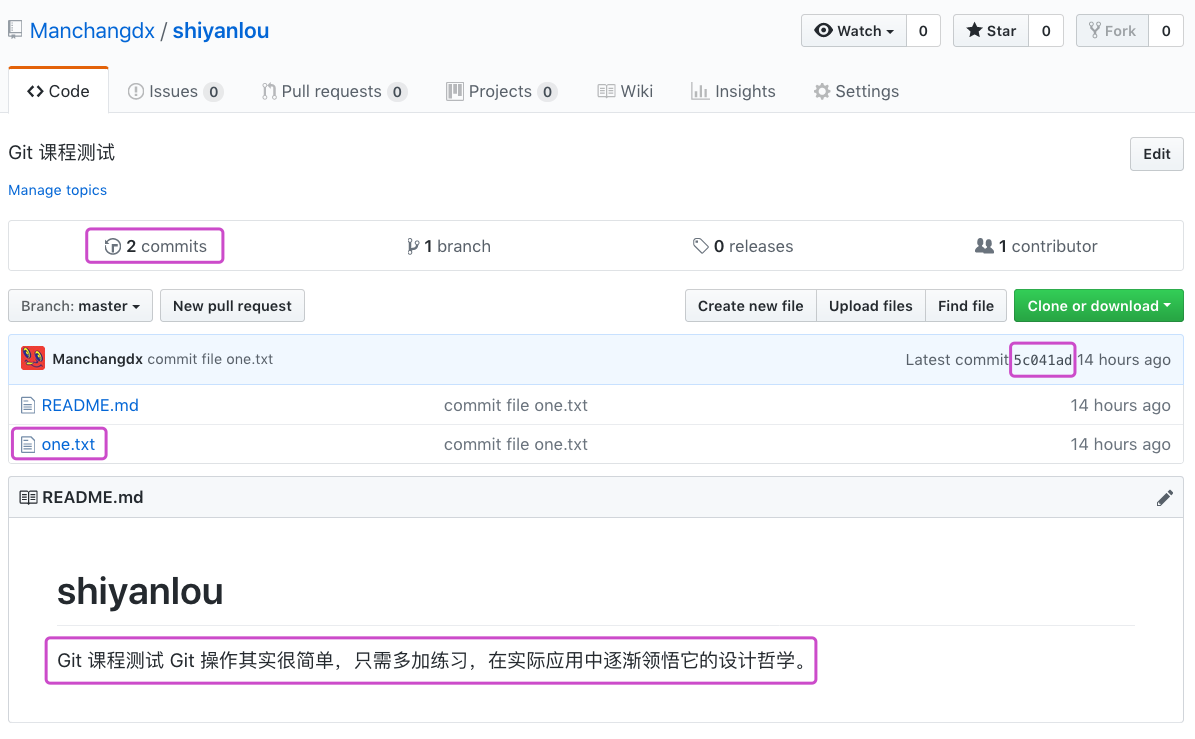 Manchangdx / shiyanlou Watch 0 Star 0 Fork 0
Code Issues 0 Pull requests 0 Projects 0 Wiki Insights Settings
Git 课程测试 Edit
Manage topics
2 commits 1 branch 0 releases 1 contributor
Branch: master New pull request Create new file Upload files Find file Clone or download
Manchangdx commit file one.txt Latest commit 5c041ad 14 hours ago
README.md commit file one.txt 14 hours ago
one.txt commit file one.txt 14 hours ago
README.md
shiyanlou
Git 课程测试 Git 操作其实很简单，只需多加练习，在实际应用中逐渐领悟它的设计哲学。